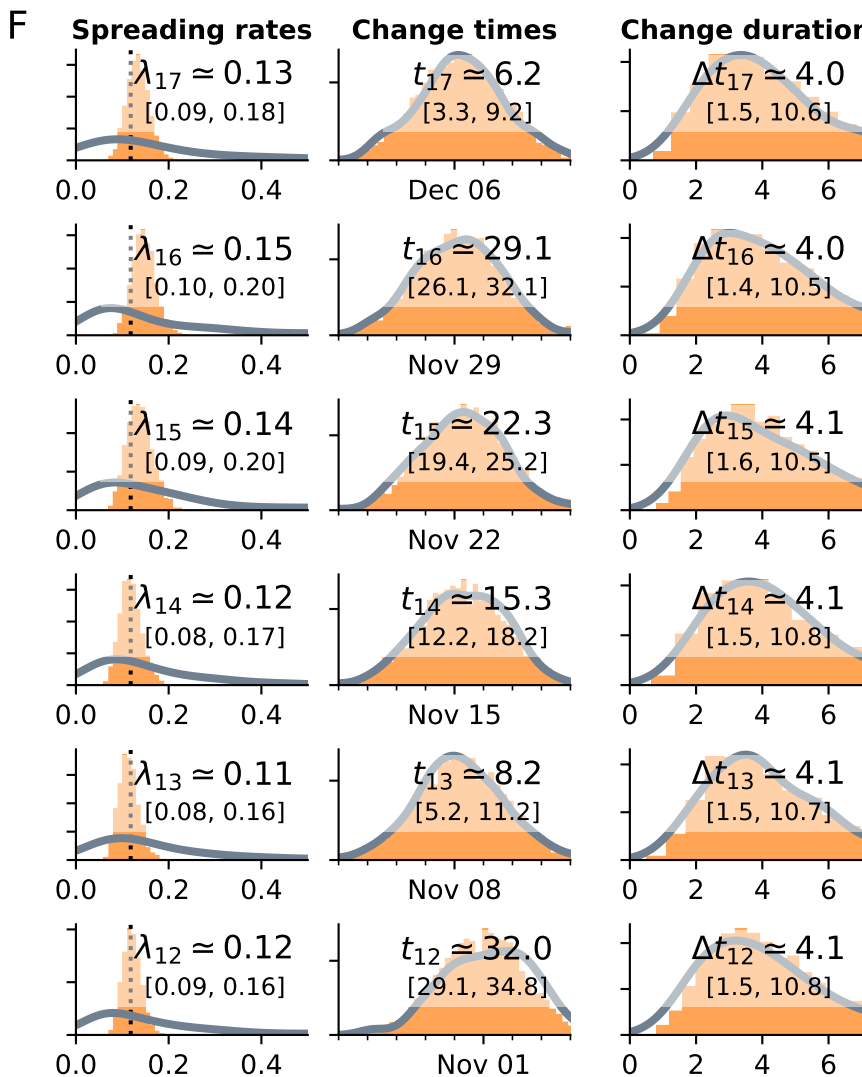 F
Spreading rates Change times Change duration
λ17 ≃ 0.13 t17 ≃ 6.2 Δt17 ≃ 4.0
[0.09, 0.18] [3.3, 9.2] [1.5, 10.6]
0.0 0.2 0.4 Dec 06 0 2 4 6
λ16 ≃ 0.15 t16 ≃ 29.1 Δt16 ≃ 4.0
[0.10, 0.20] [26.1, 32.1] [1.4, 10.5]
0.0 0.2 0.4 Nov 29 0 2 4 6
λ15 ≃ 0.14 t15 ≃ 22.3 Δt15 ≃ 4.1
[0.09, 0.20] [19.4, 25.2] [1.6, 10.5]
0.0 0.2 0.4 Nov 22 0 2 4 6
λ14 ≃ 0.12 t14 ≃ 15.3 Δt14 ≃ 4.1
[0.08, 0.17] [12.2, 18.2] [1.5, 10.8]
0.0 0.2 0.4 Nov 15 0 2 4 6
λ13 ≃ 0.11 t13 ≃ 8.2 Δt13 ≃ 4.1
[0.08, 0.16] [5.2, 11.2] [1.5, 10.7]
0.0 0.2 0.4 Nov 08 0 2 4 6
λ12 ≃ 0.12 t12 ≃ 32.0 Δt12 ≃ 4.1
[0.09, 0.16] [29.1, 34.8] [1.5, 10.8]
0.0 0.2 0.4 Nov 01 0 2 4 6